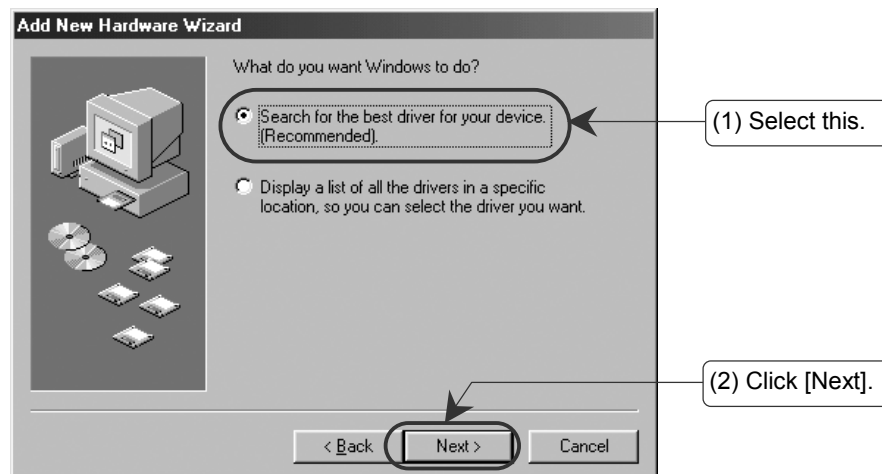 Add New Hardware Wizard
What do you want Windows to do?
Search for the best driver for your device.
(Recommended).
(1) Select this.
Display a list of all the drivers in a specific
location, so you can select the driver you want.
(2) Click [Next].
< Back
Next >
Cancel